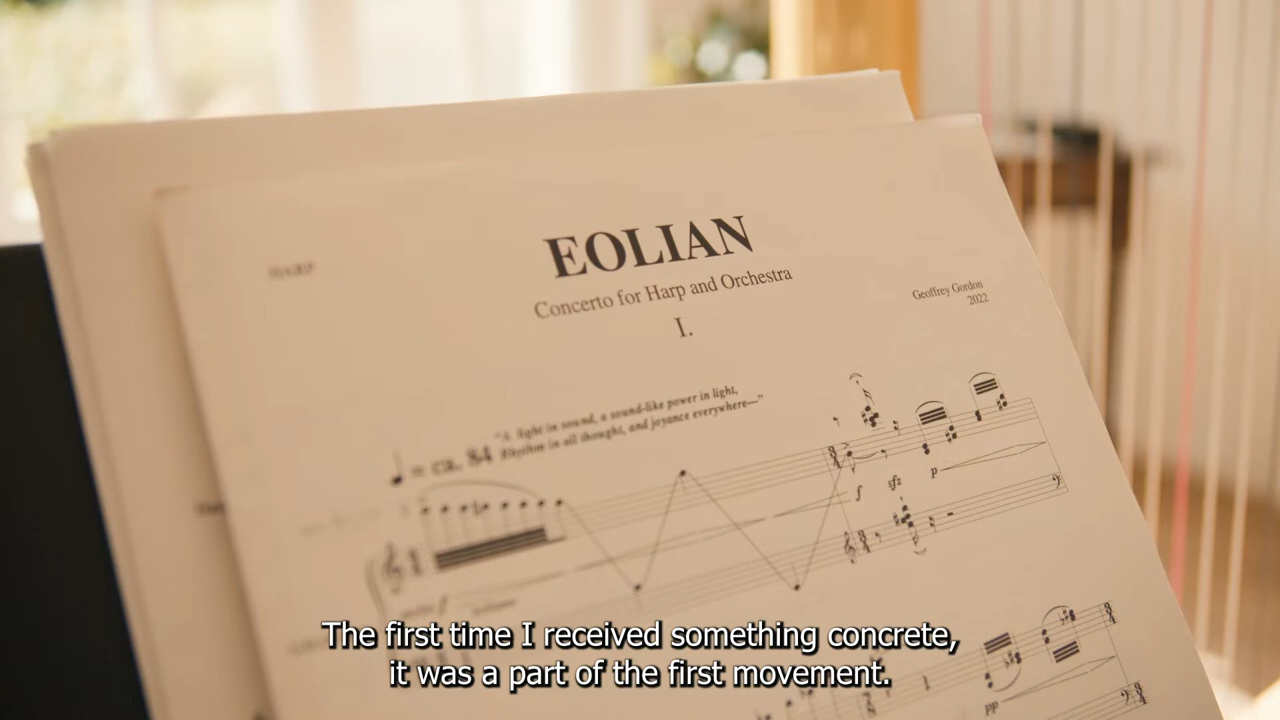 HARP
EOLIAN
Concerto for Harp and Orchestra
Geoffrey Gordon
2022
I.
light in sound, a sound-like power in light,
Rhythm in all thought, and joyance everywhere—"
= ca. 84
f
sfz
p
f
pp
The first time I received something concrete,
it was a part of the first movement.